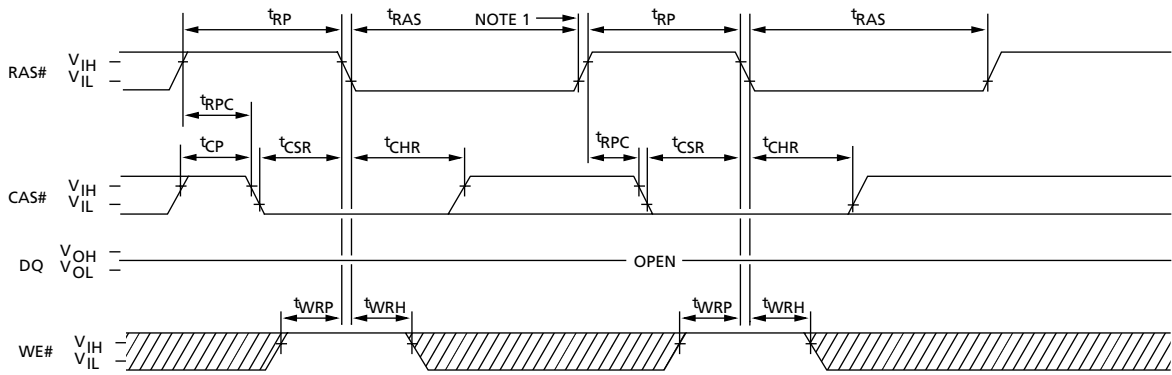 tRP tRAS NOTE 1 tRP tRAS
RAS# VIH
VIL
tRPC
tCP tCSR tCHR tRPC tCSR tCHR
CAS# VIH
VIL
DQ VOH
VOL
OPEN
tWRP tWRH tWRP tWRH
WE# VIH
VIL